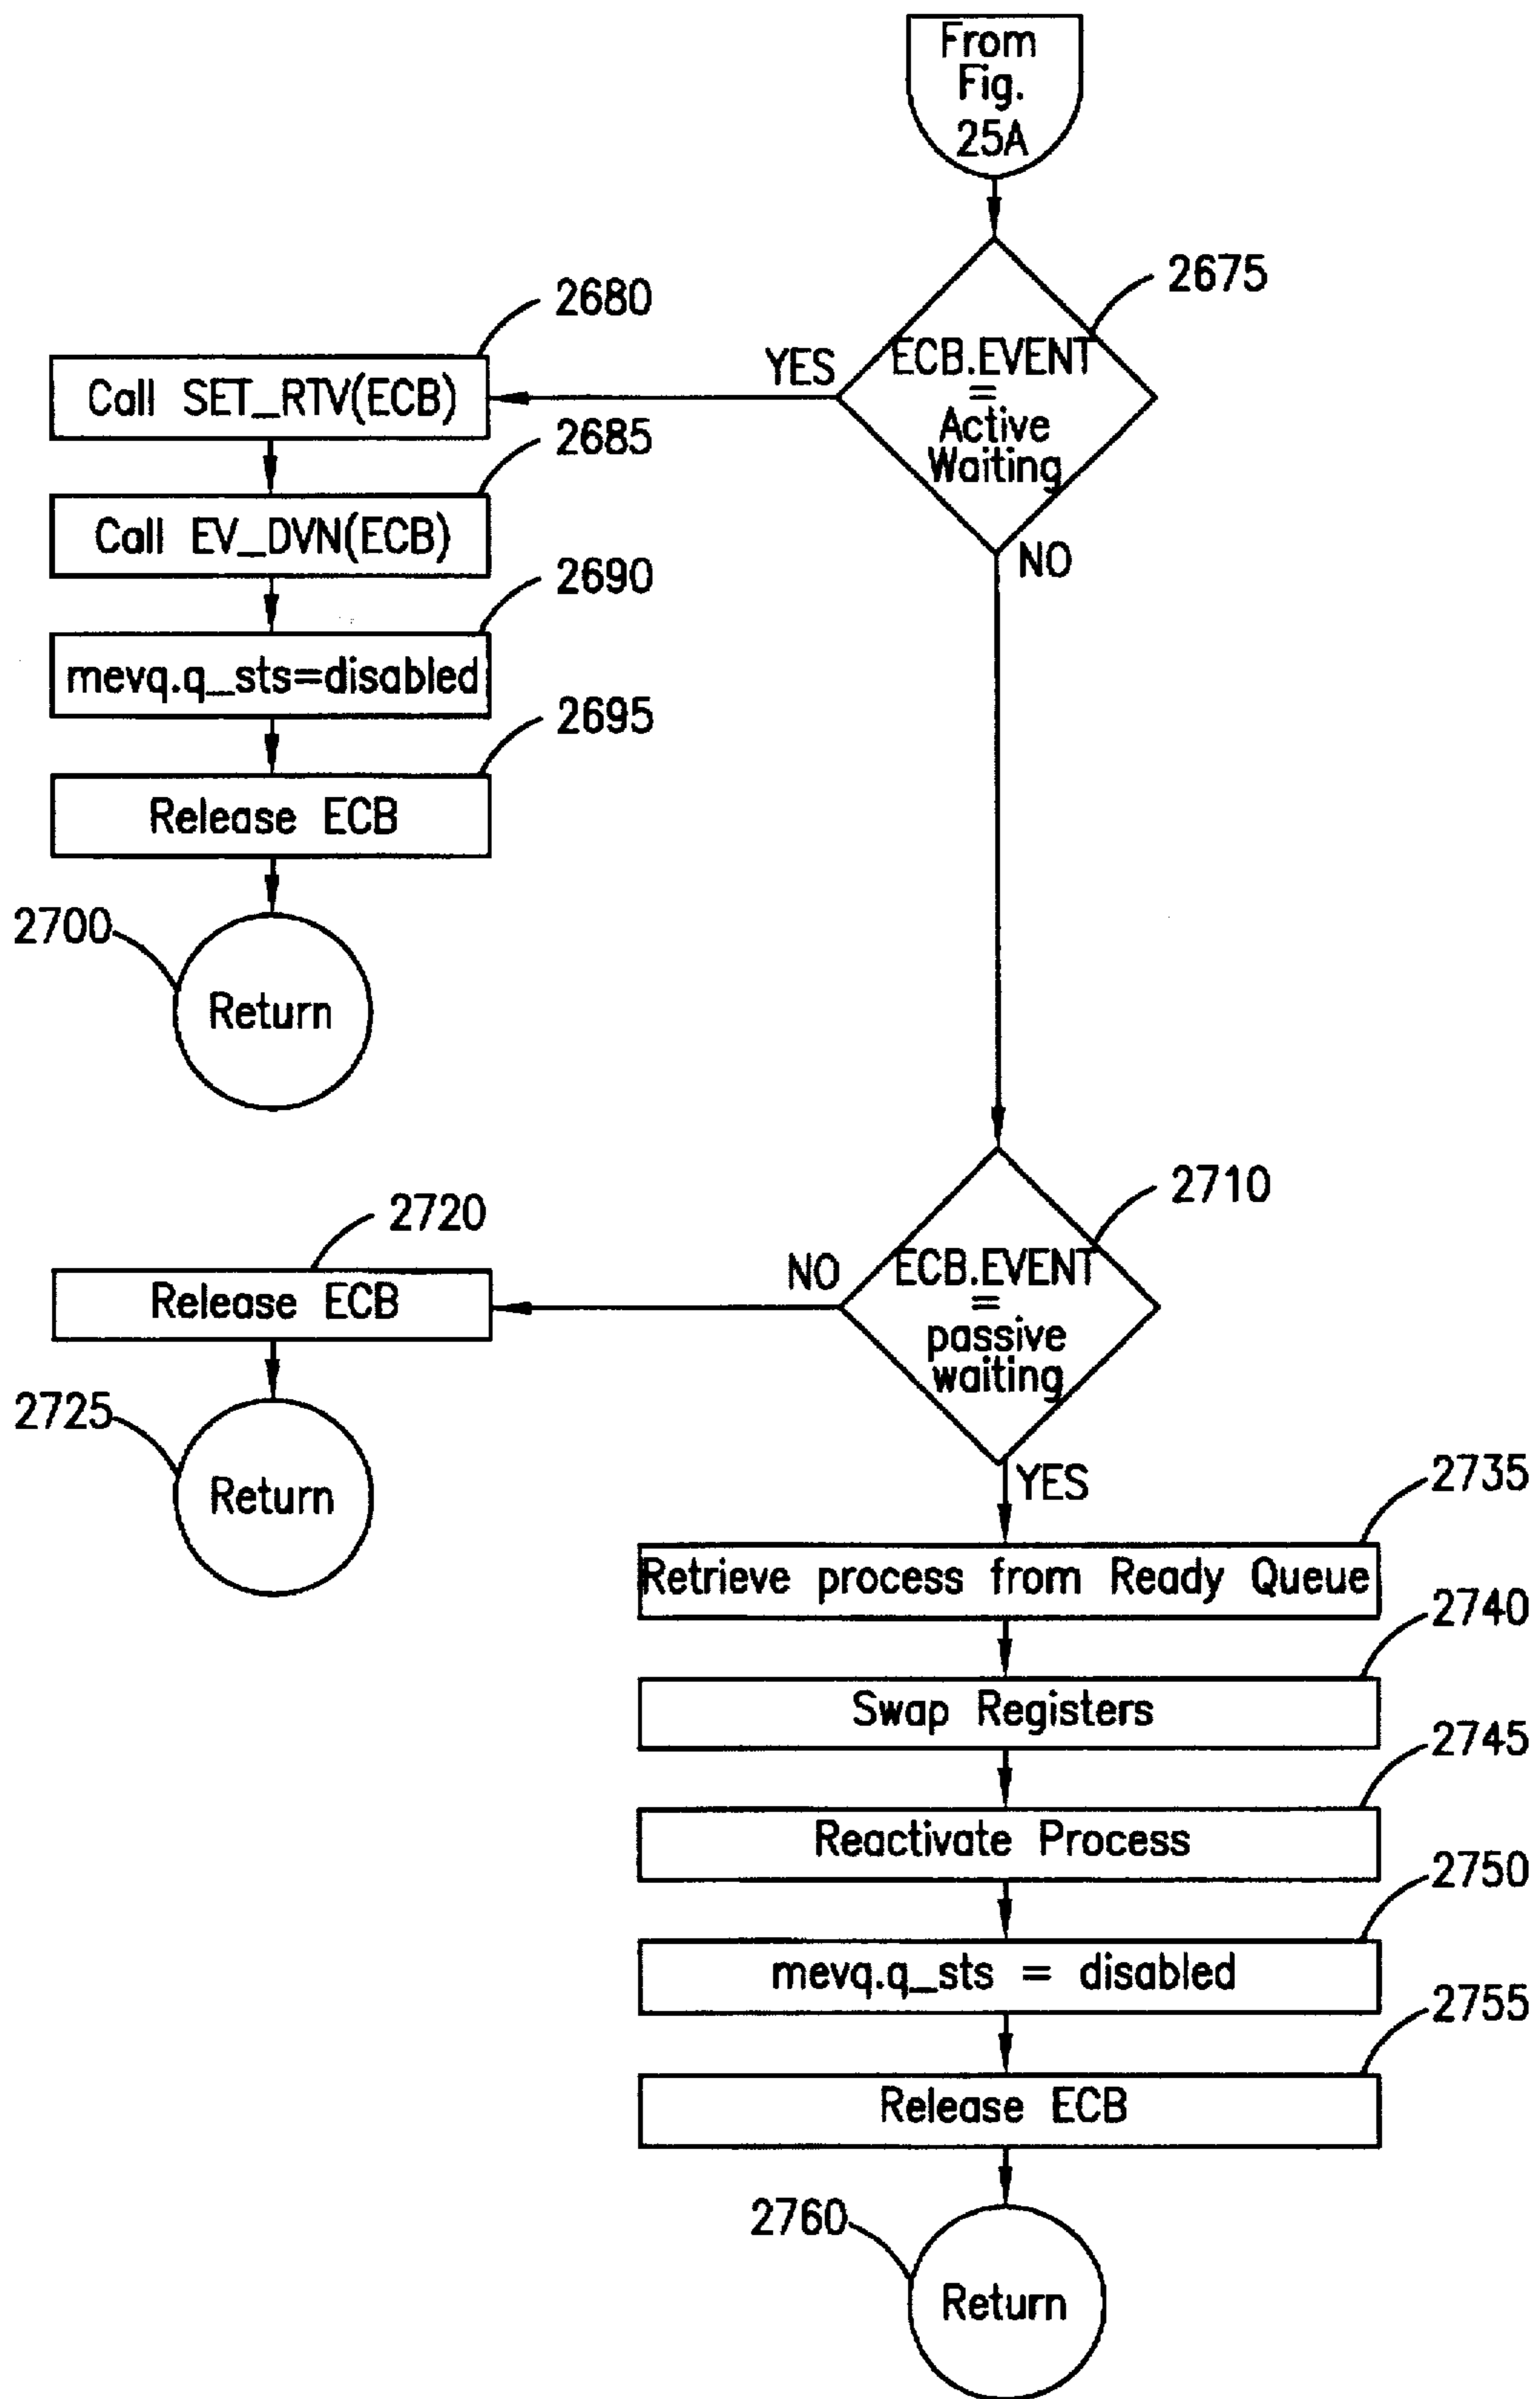 From
Fig.
25A
2675
ECB.EVENT
=
Active
Waiting
YES
NO
2680
Call SET_RTV(ECB)
2685
Call EV_DVN(ECB)
2690
mevq.q_sts=disabled
2695
Release ECB
2700
Return
2710
ECB.EVENT
=
passive
waiting
NO
YES
2720
Release ECB
2725
Return
2735
Retrieve process from Ready Queue
2740
Swap Registers
2745
Reactivate Process
2750
mevq.q_sts = disabled
2755
Release ECB
2760
Return